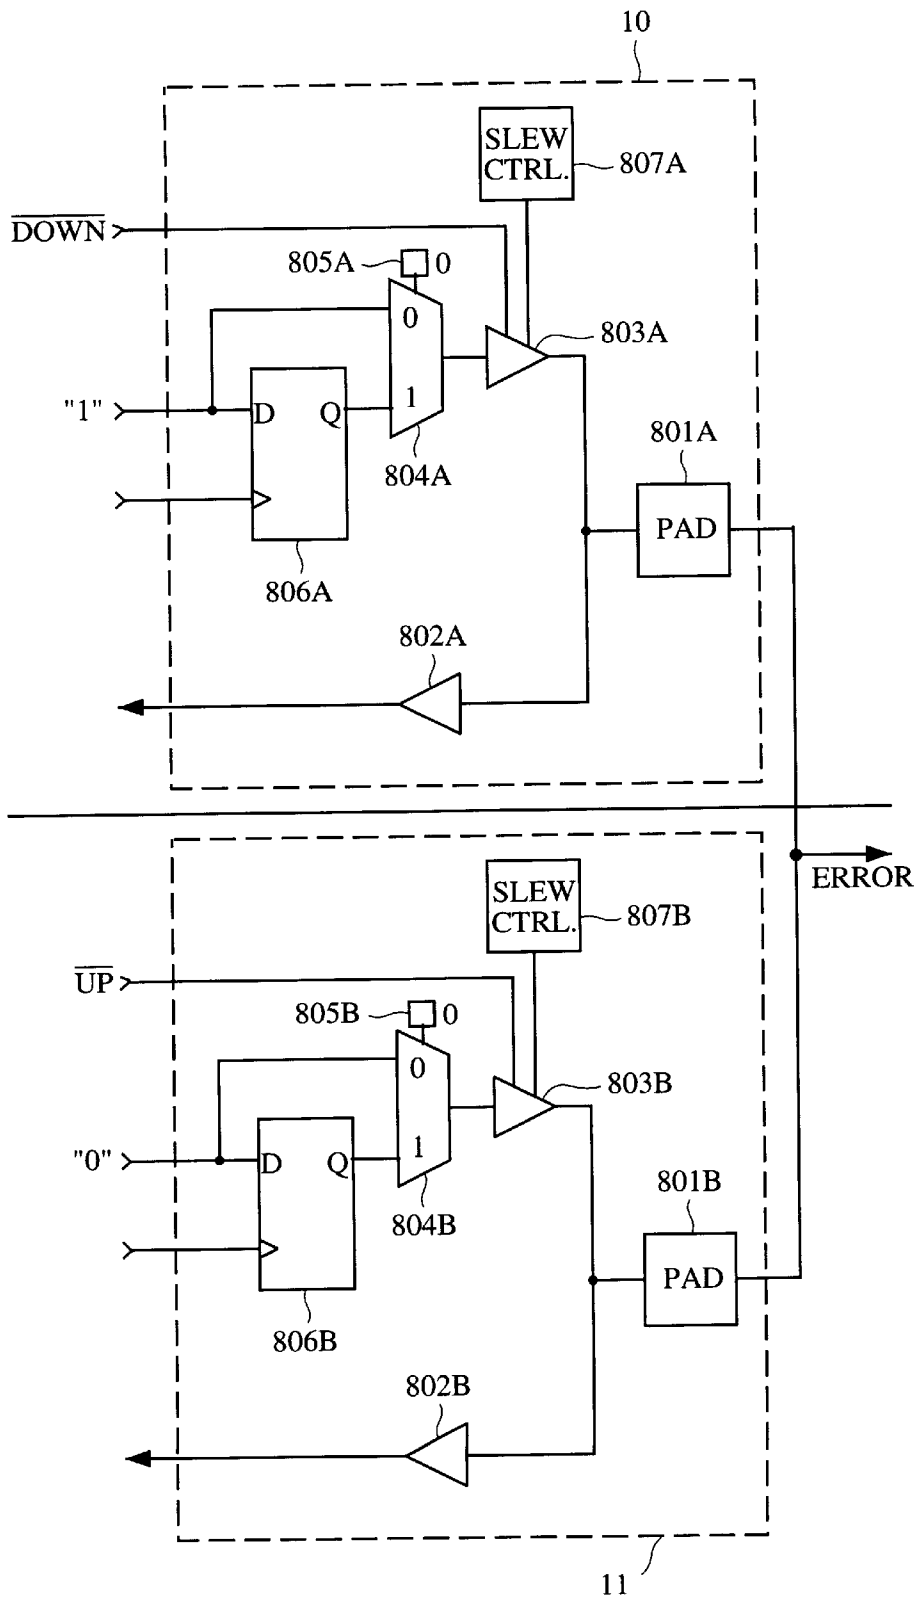 10
SLEW
CTRL.
807A
DOWN
805A
0
0
803A
"1"
D
Q
1
804A
801A
PAD
806A
802A
ERROR
SLEW
CTRL.
807B
UP
805B
0
0
803B
"0"
D
Q
1
804B
801B
PAD
806B
802B
11